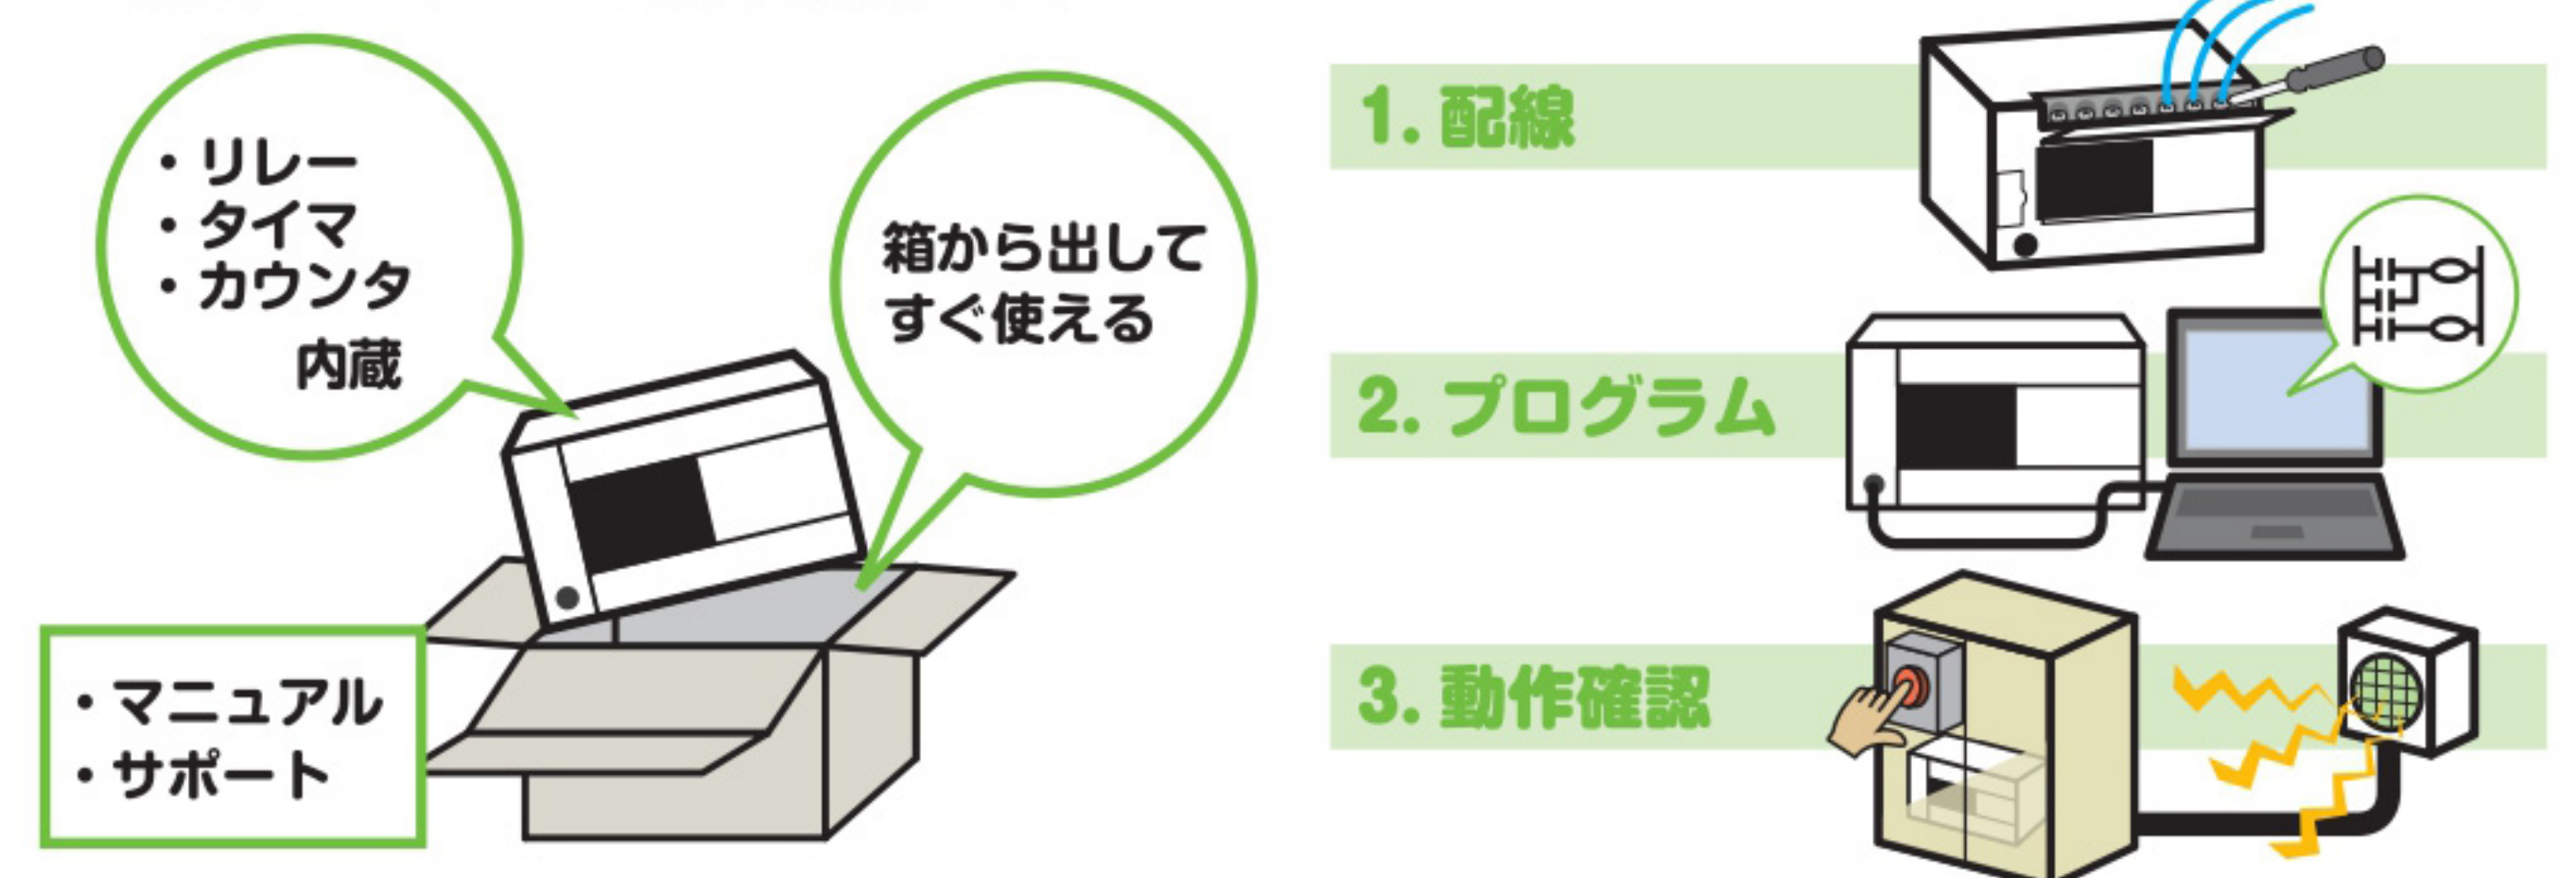 ・リレー
・タイマ
・カウンタ
内蔵
箱から出して
すぐ使える
・マニュアル
・サポート
1. 配線
2. プログラム
3. 動作確認